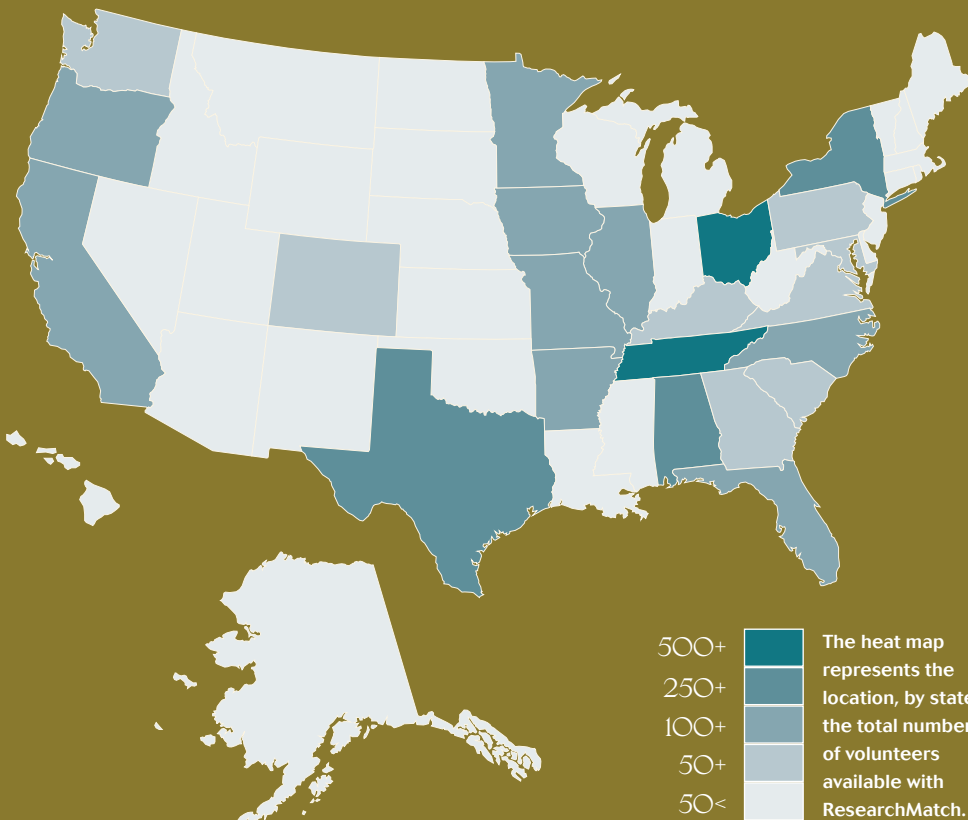 500+
250+
100+
50+
50<
The heat map
represents the
location, by state
the total number
of volunteers
available with
ResearchMatch.